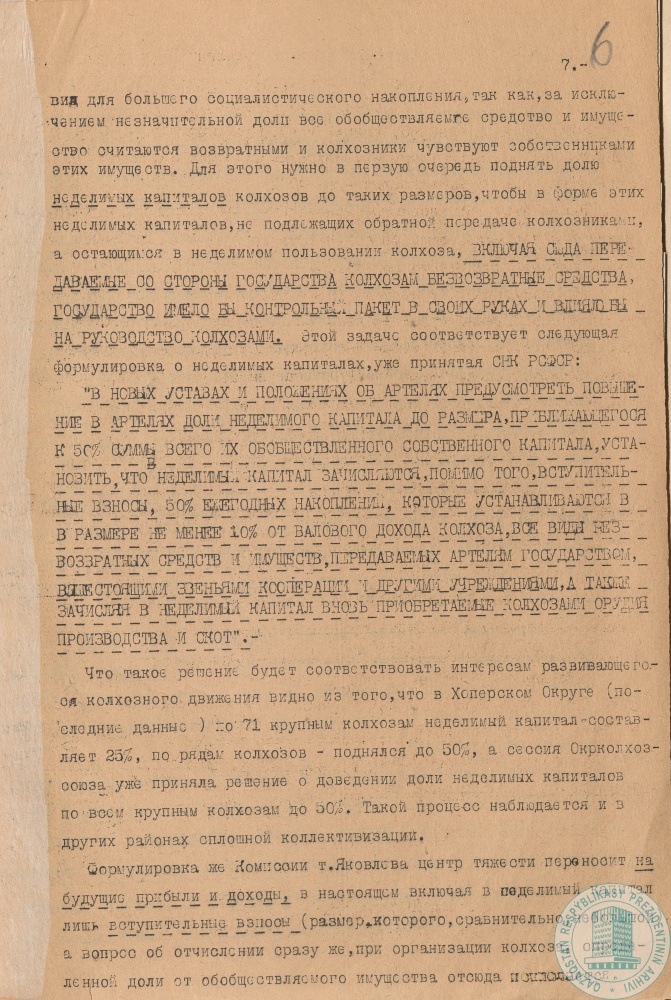 7.-
6
вид для большего социалистического накопления,так как,за исклю-
чением незначительной доли все обобществляемые средство и имуще-
ство считаются возвратными и колхозники чувствуют собственниками
этих имуществ. Для этого нужно в первую очередь поднять долю
неделимых капиталов колхозов до таких размеров,чтобы в форме этих
неделимых капиталов,не подлежащих обратной передаче колхозниками,
а остающимся в неделимом пользовании колхоза, ВКЛЮЧАЯ СЮДА ПЕРЕ-
ДАВАЕМЫЕ СО СТОРОНЫ ГОСУДАРСТВА КОЛХОЗАМ БЕЗВОЗВРАТНЫЕ СРЕДСТВА,
ГОСУДАРСТВО ИМЕЛО БЫ КОНТРОЛЬНЫЙ ПАКЕТ В СВОИХ РУКАХ И ВЛИЯЛО БЫ
НА РУКОВОДСТВО КОЛХОЗАМИ. Этой задаче соответствует следующая
формулировка о неделимых капиталах,уже принятая СНК РСФСР:
"В НОВЫХ УСТАВАХ И ПОЛОЖЕНИЯХ ОБ АРТЕЛЯХ ПРЕДУСМОТРЕТЬ ПОВЫШЕ-
НИЕ В АРТЕЛЯХ ДОЛИ НЕДЕЛИМОГО КАПИТАЛА ДО РАЗМЕРА,ПРИБЛИЖАЮЩЕГОСЯ
К 50% СУММЫ ВСЕГО ИХ ОБОБЩЕСТВЛЕННОГО СОБСТВЕННОГО КАПИТАЛА,УСТА-
НОВИТЬ,ЧТО В НЕДЕЛИМЫЙ КАПИТАЛ ЗАЧИСЛЯЮТСЯ,ПОМИМО ТОГО,ВСТУПИТЕЛЬ-
НЫЕ ВЗНОСЫ, 50% ЕЖЕГОДНЫХ НАКОПЛЕНИЙ, КОТОРЫЕ УСТАНАВЛИВАЮТСЯ В
В РАЗМЕРЕ НЕ МЕНЕЕ 10% ОТ ВАЛОВОГО ДОХОДА КОЛХОЗА,ВСЕ ВИДЫ БЕЗ-
ВОЗВРАТНЫХ СРЕДСТВ И ИМУЩЕСТВ,ПЕРЕДАВАЕМЫХ АРТЕЛЯМ ГОСУДАРСТВОМ,
ВЫШЕСТОЯЩИМИ ЗВЕНЬЯМИ КООПЕРАЦИИ И ДРУГИМИ УЧРЕЖДЕНИЯМИ,А ТАКЖЕ
ЗАЧИСЛЯЯ В НЕДЕЛИМЫЙ КАПИТАЛ ВНОВЬ ПРИОБРЕТАЕМЫЕ КОЛХОЗАМИ ОРУДИЯ
ПРОИЗВОДСТВА И СКОТ".-
Что такое решение будет соответствовать интересам развивающего-
ся колхозного движения видно из того,что в Хоперском Округе (по-
следние данные ) по 71 крупным колхозам неделимый капитал-состав-
ляет 25%, по рядам колхозов - поднялся до 50%, а сессия Окрколхоз-
союза уже приняла решение о доведении доли неделимых капиталов
по всем крупным колхозам до 50%. Такой процесс наблюдается и в
других районах сплошной коллективизации.
Формулировка же Комиссии т.Яковлева центр тяжести переносит на
будущие прибыли и доходы, в настоящем включая в неделимый капитал
лишь вступительные взносы (размер,которого,сравнительно
а вопрос об отчислении сразу же,при организации колхоза
ленной доли от обобществляемого имущества отсюда
QAZAQSTAN RESPÝBLIKASY PREZIDENTINIŃ ARHIVI